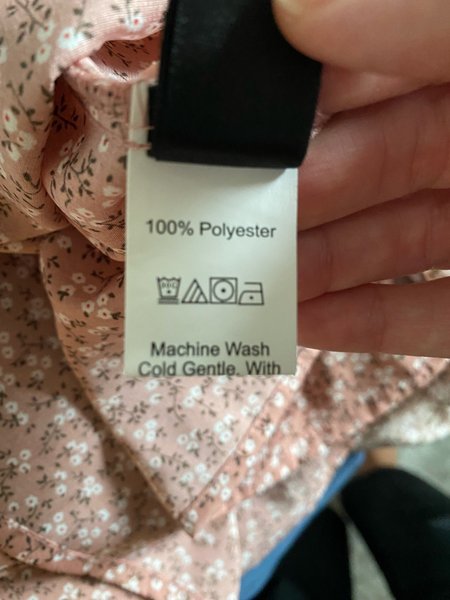 100% Polyester
Machine Wash
Cold Gentle. With